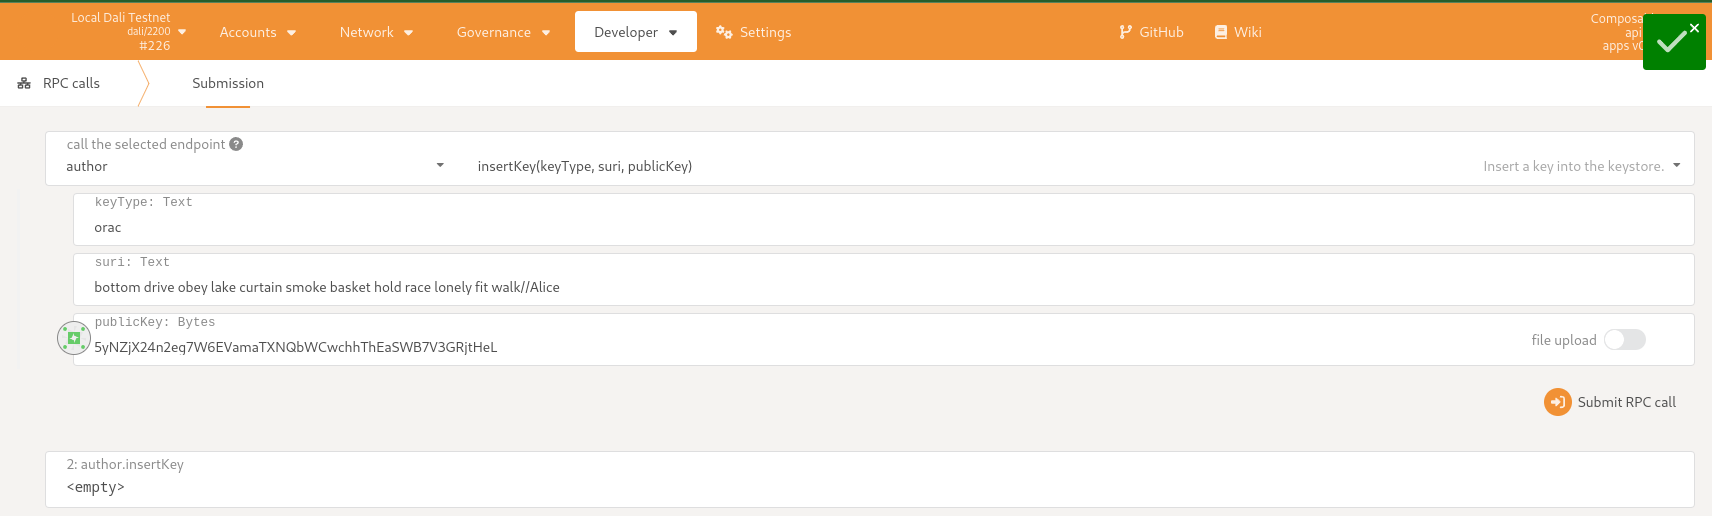 Local Dali Testnet
dali/2200
#226
Accounts
Network
Governance
Developer
Settings
GitHub
Wiki
api
apps
RPC calls
Submission
call the selected endpoint ?
author
insertKey(keyType, suri, publicKey)
Insert a key into the keystore.
keyType: Text
orac
suri: Text
bottom drive obey lake curtain smoke basket hold race lonely fit walk//Alice
publicKey: Bytes
5yNZjX24n2eg7W6EVamaTXNQbWCwchhThEaSWB7V3GRjtHeL
file upload
Submit RPC call
2: author.insertKey
<empty>